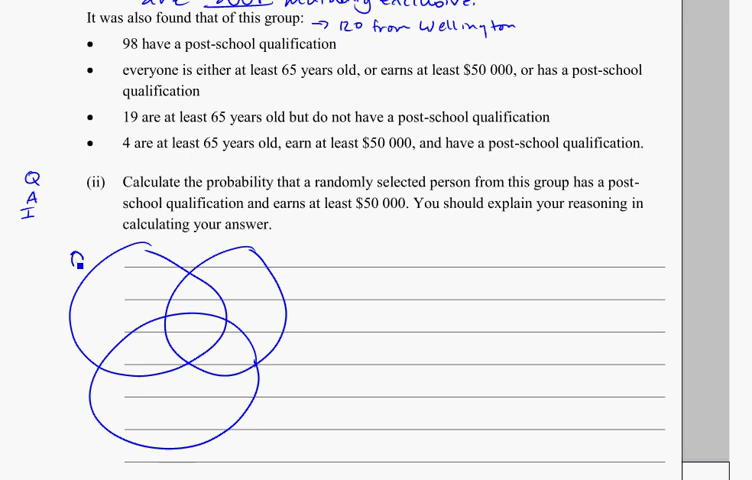 are not mutually exclusive.
It was also found that of this group: → 120 from Wellington
• 98 have a post-school qualification
• everyone is either at least 65 years old, or earns at least $50 000, or has a post-school
qualification
• 19 are at least 65 years old but do not have a post-school qualification
• 4 are at least 65 years old, earn at least $50 000, and have a post-school qualification.
Q
A
I
(ii) Calculate the probability that a randomly selected person from this group has a post-
school qualification and earns at least $50 000. You should explain your reasoning in
calculating your answer.